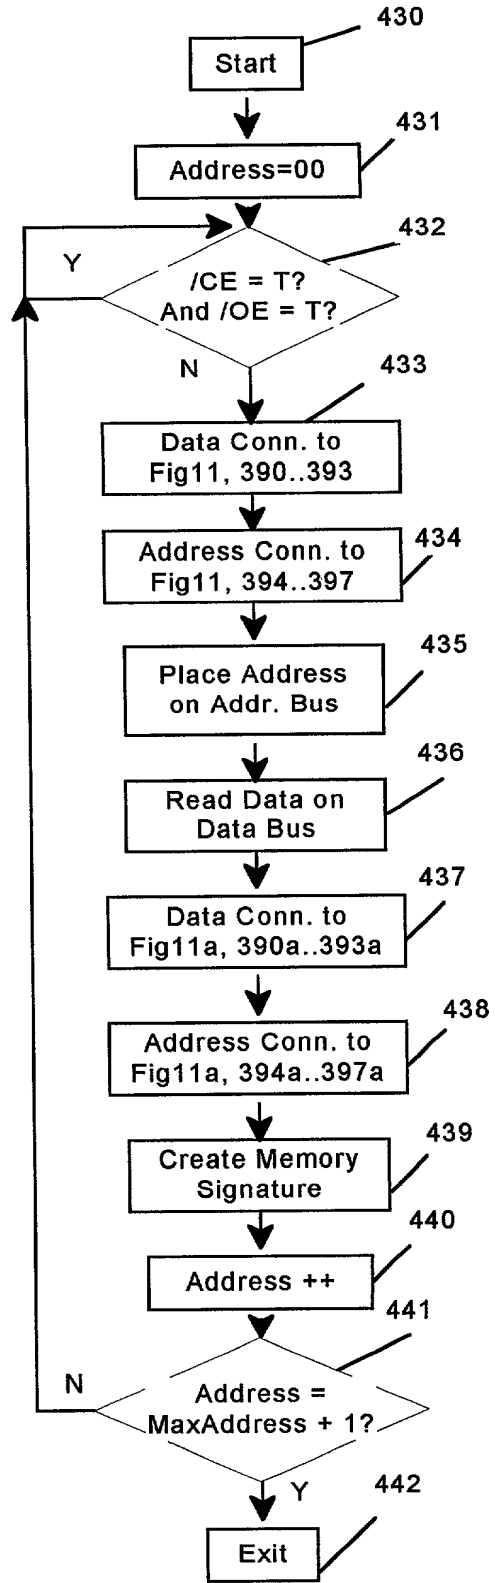 430
Start
431
Address=00
432
Y
/CE = T?
And /OE = T?
N
433
Data Conn. to
Fig11, 390..393
434
Address Conn. to
Fig11, 394..397
435
Place Address
on Addr. Bus
436
Read Data on
Data Bus
437
Data Conn. to
Fig11a, 390a..393a
438
Address Conn. to
Fig11a, 394a..397a
439
Create Memory
Signature
440
Address ++
441
N
Address =
MaxAddress + 1?
Y
442
Exit